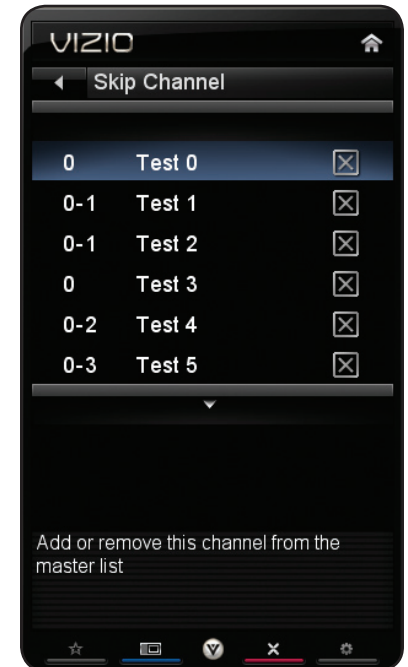 VIZIO
Skip Channel
0 Test 0
0-1 Test 1
0-1 Test 2
0 Test 3
0-2 Test 4
0-3 Test 5
Add or remove this channel from the
master list
V